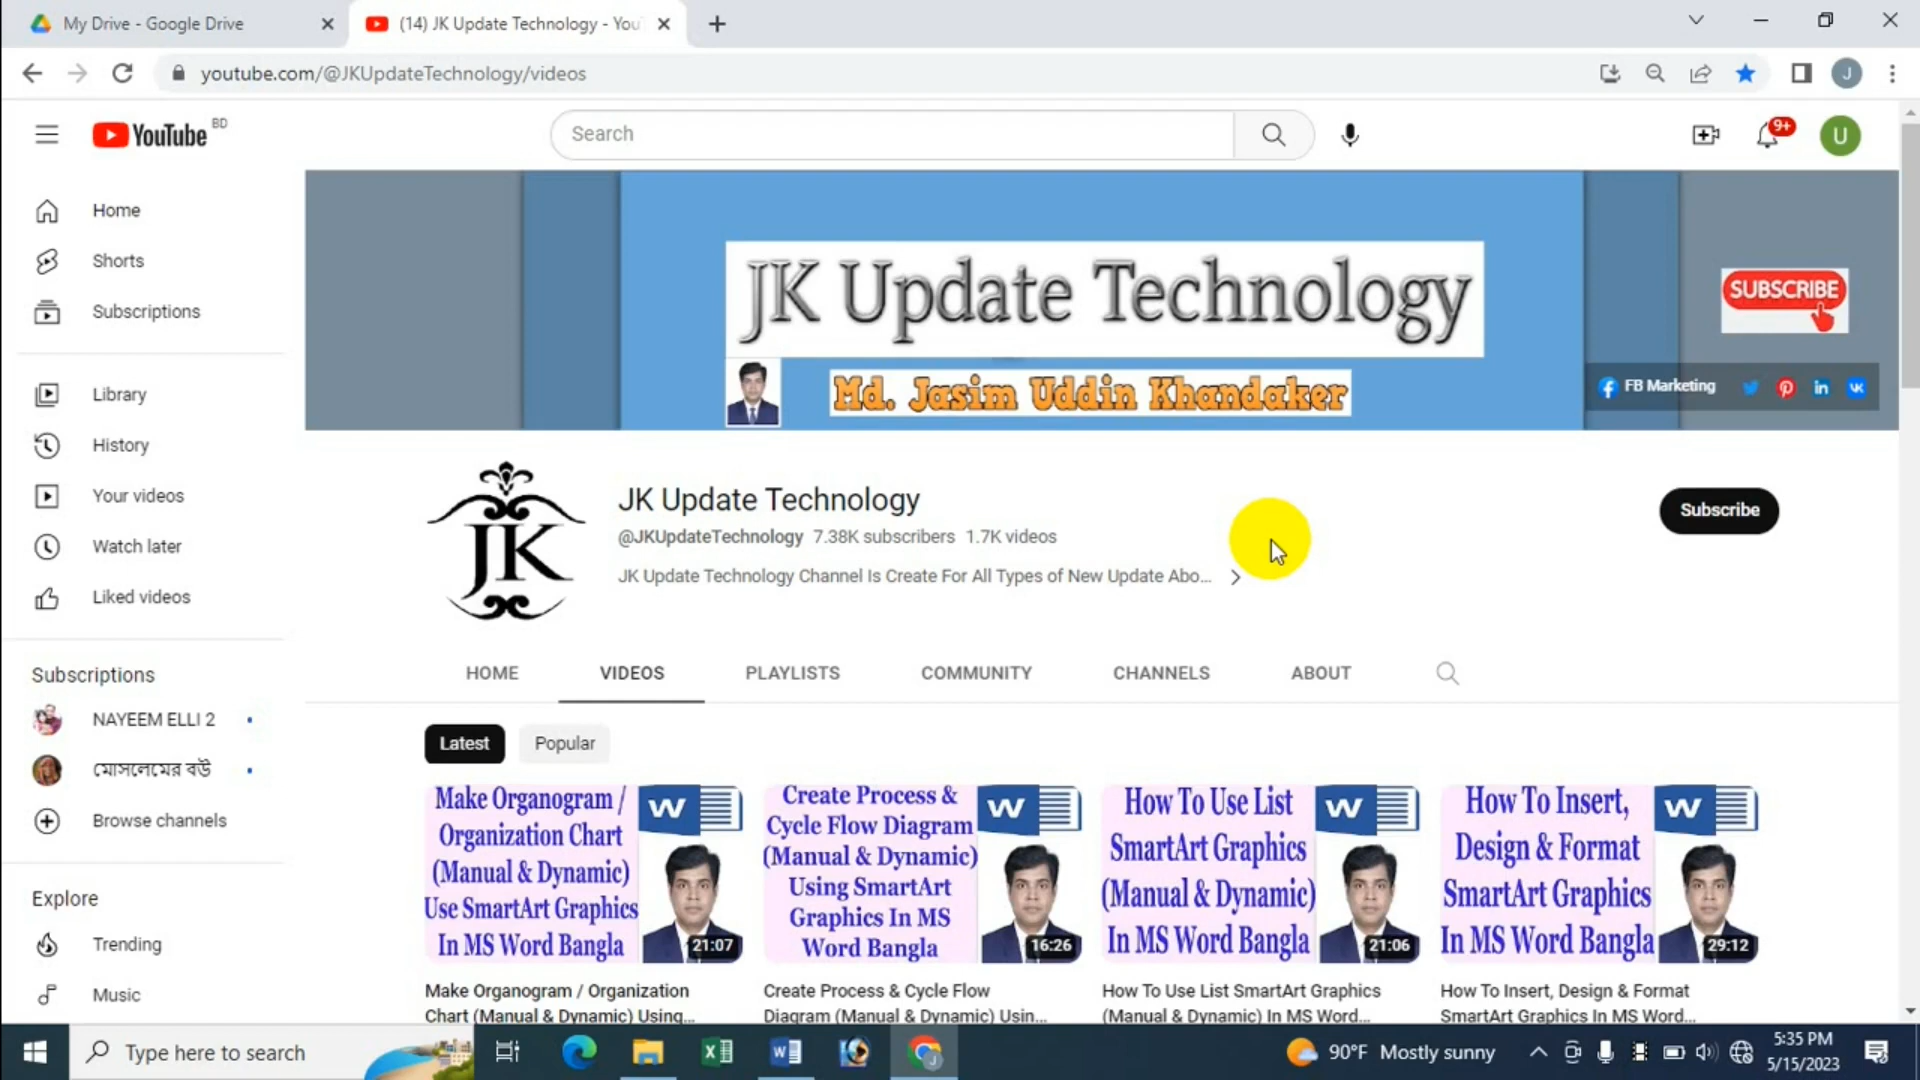 My Drive - Google Drive
(14) JK Update Technology - You
youtube.com/@JKUpdateTechnology/videos
J
YouTube BD
Search
9+
U
Home
Shorts
Subscriptions
Library
History
Your videos
Watch later
Liked videos
Subscriptions
NAYEEM ELLI 2
মোসলেমের বউ
Browse channels
Explore
Trending
Music
JK Update Technology
Md. Jasim Uddin Khandaker
SUBSCRIBE
FB Marketing
JK
JK Update Technology
@JKUpdateTechnology 7.38K subscribers 1.7K videos
JK Update Technology Channel Is Create For All Types of New Update Abo...
Subscribe
HOME VIDEOS PLAYLISTS COMMUNITY CHANNELS ABOUT
Latest Popular
Make Organogram /
Organization Chart
(Manual & Dynamic)
Use SmartArt Graphics
In MS Word Bangla
W
21:07
Make Organogram / Organization
Chart (Manual & Dynamic) Using...
Create Process &
Cycle Flow Diagram
(Manual & Dynamic)
Using SmartArt
Graphics In MS
Word Bangla
W
16:26
Create Process & Cycle Flow
Diagram (Manual & Dynamic) Usin...
How To Use List
SmartArt Graphics
(Manual & Dynamic)
In MS Word Bangla
W
21:06
How To Use List SmartArt Graphics
(Manual & Dynamic) In MS Word...
How To Insert,
Design & Format
SmartArt Graphics
In MS Word Bangla
W
29:12
How To Insert, Design & Format
SmartArt Graphics In MS Word...
Type here to search
90°F Mostly sunny
5:35 PM
5/15/2023